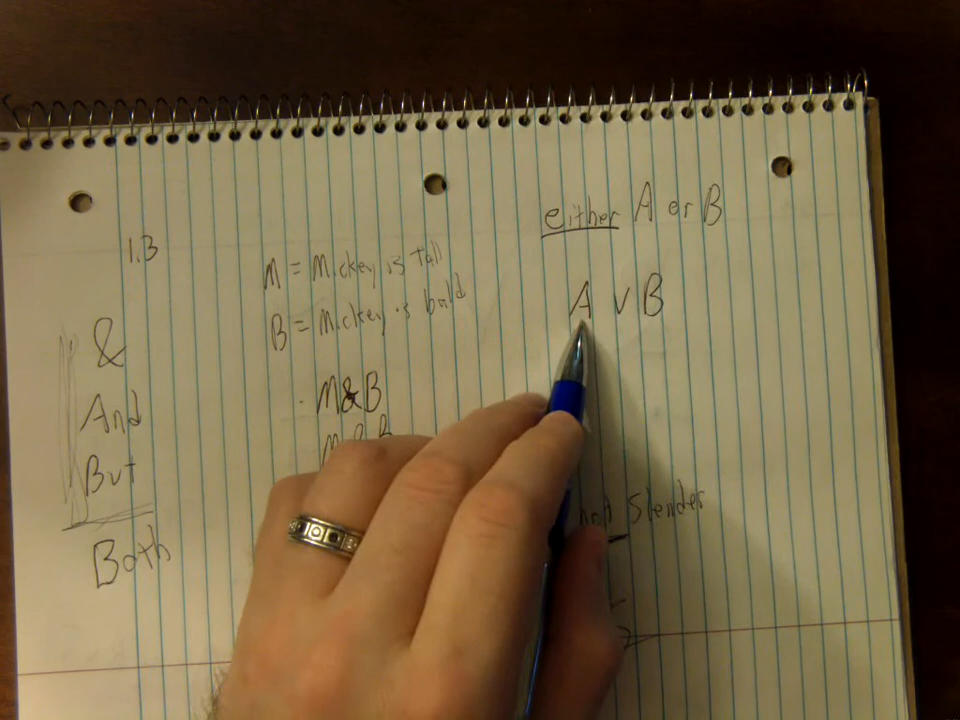 1.3
&
And
But
Both
M = Mickey is tall
B = Mickey is bald
M&B
either A or B
A v B
slender